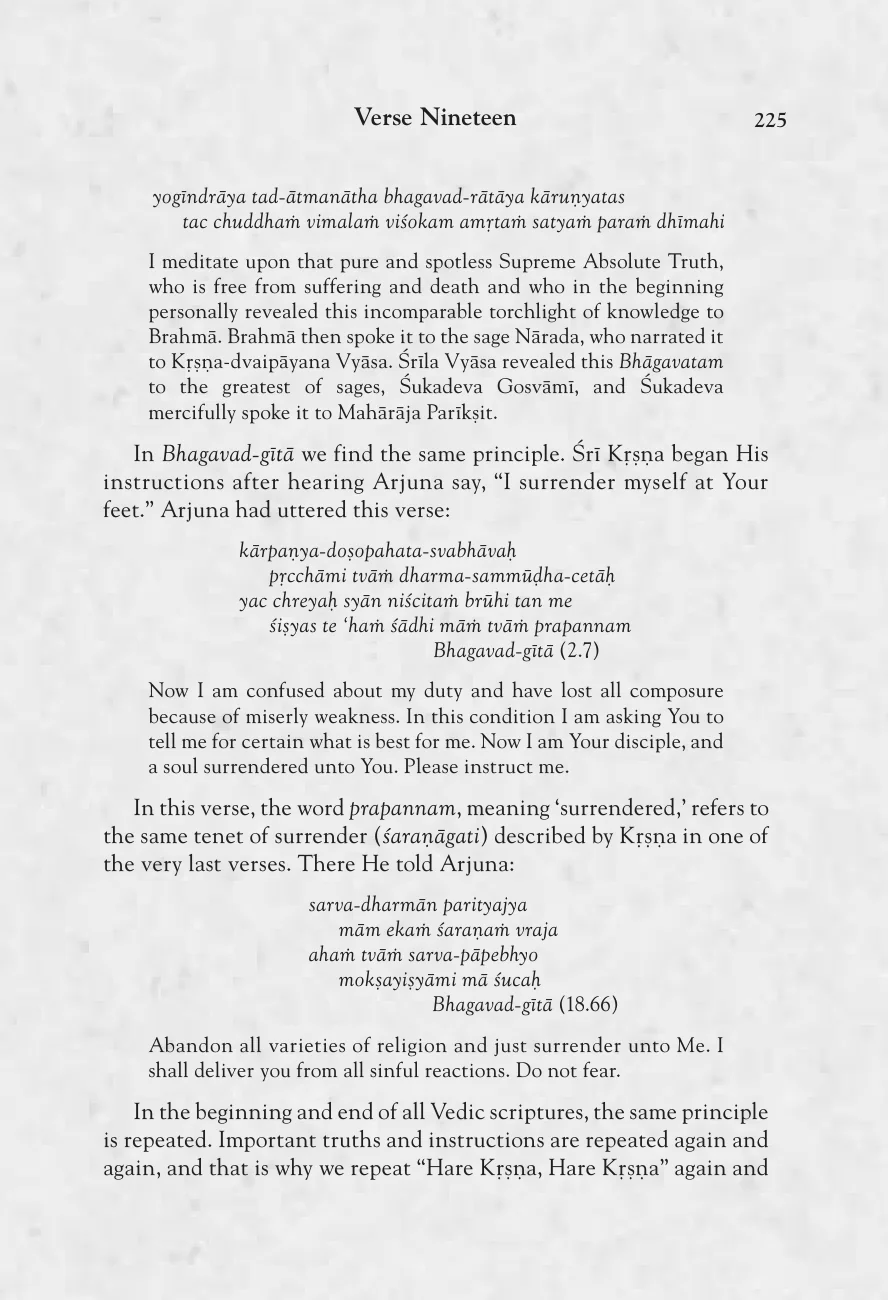 Verse Nineteen 225
yogīndrāya tad-ātmanātha bhagavad-rātāya kāruṇyatas
tac chuddhaṁ vimalaṁ viśokam amṛtaṁ satyaṁ paraṁ dhīmahi
I meditate upon that pure and spotless Supreme Absolute Truth,
who is free from suffering and death and who in the beginning
personally revealed this incomparable torchlight of knowledge to
Brahmā. Brahmā then spoke it to the sage Nārada, who narrated it
to Kṛṣṇa-dvaipāyana Vyāsa. Śrīla Vyāsa revealed this Bhāgavatam
to the greatest of sages, Śukadeva Gosvāmī, and Śukadeva
mercifully spoke it to Mahārāja Parīkṣit.
In Bhagavad-gītā we find the same principle. Śrī Kṛṣṇa began His
instructions after hearing Arjuna say, “I surrender myself at Your
feet.” Arjuna had uttered this verse:
kārpaṇya-doṣopahata-svabhāvaḥ
pṛcchāmi tvāṁ dharma-sammūḍha-cetāḥ
yac chreyaḥ syān niścitaṁ brūhi tan me
śiṣyas te ‘haṁ śādhi māṁ tvāṁ prapannam
Bhagavad-gītā (2.7)
Now I am confused about my duty and have lost all composure
because of miserly weakness. In this condition I am asking You to
tell me for certain what is best for me. Now I am Your disciple, and
a soul surrendered unto You. Please instruct me.
In this verse, the word prapannam, meaning ‘surrendered,’ refers to
the same tenet of surrender (śaraṇāgati) described by Kṛṣṇa in one of
the very last verses. There He told Arjuna:
sarva-dharmān parityajya
mām ekaṁ śaraṇaṁ vraja
ahaṁ tvāṁ sarva-pāpebhyo
mokṣayiṣyāmi mā śucaḥ
Bhagavad-gītā (18.66)
Abandon all varieties of religion and just surrender unto Me. I
shall deliver you from all sinful reactions. Do not fear.
In the beginning and end of all Vedic scriptures, the same principle
is repeated. Important truths and instructions are repeated again and
again, and that is why we repeat “Hare Kṛṣṇa, Hare Kṛṣṇa” again and